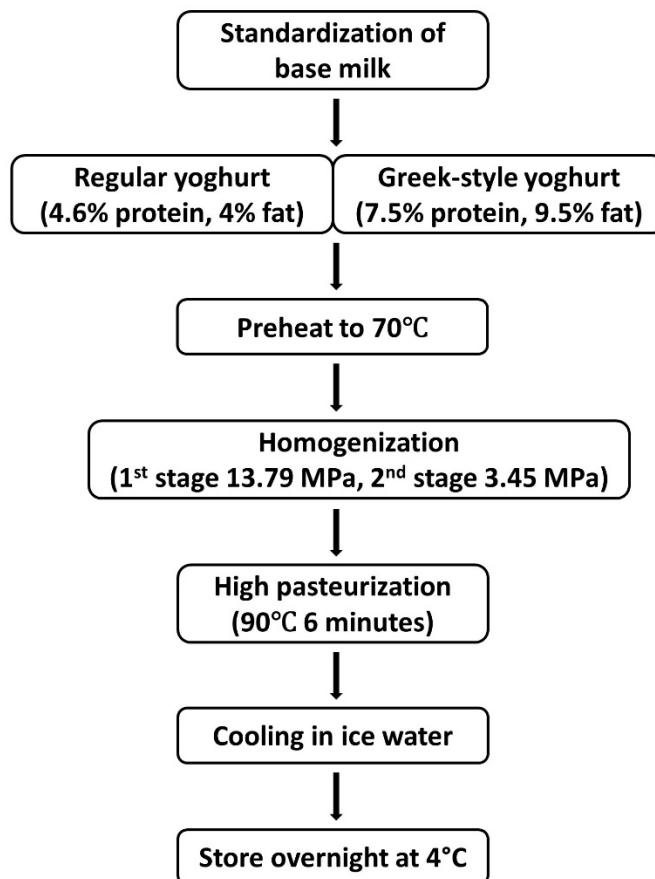 Standardization of
base milk
Regular yoghurt
(4.6% protein, 4% fat)
Greek-style yoghurt
(7.5% protein, 9.5% fat)
Preheat to 70℃
Homogenization
(1st stage 13.79 MPa, 2nd stage 3.45 MPa)
High pasteurization
(90℃ 6 minutes)
Cooling in ice water
Store overnight at 4°C